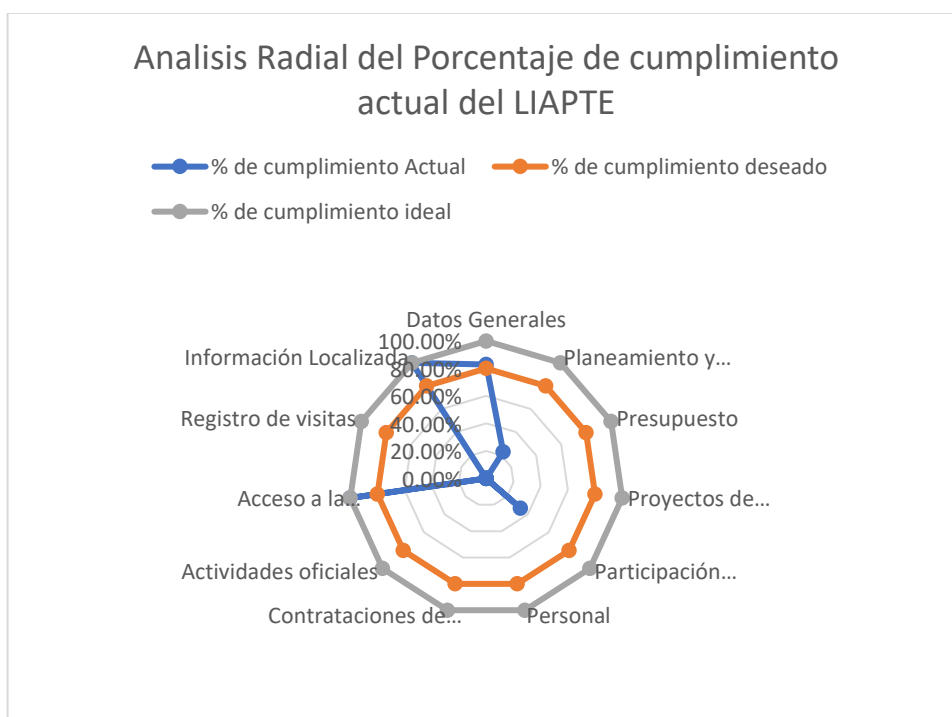 Analisis Radial del Porcentaje de cumplimiento
actual del LIAPTE
% de cumplimiento Actual
% de cumplimiento deseado
% de cumplimiento ideal
Datos Generales
100.00%
80.00%
60.00%
40.00%
20.00%
0.00%
Planeamiento y...
Presupuesto
Proyectos de...
Participación...
Personal
Contrataciones de...
Actividades oficiales
Acceso a la...
Registro de visitas
Información Localizada